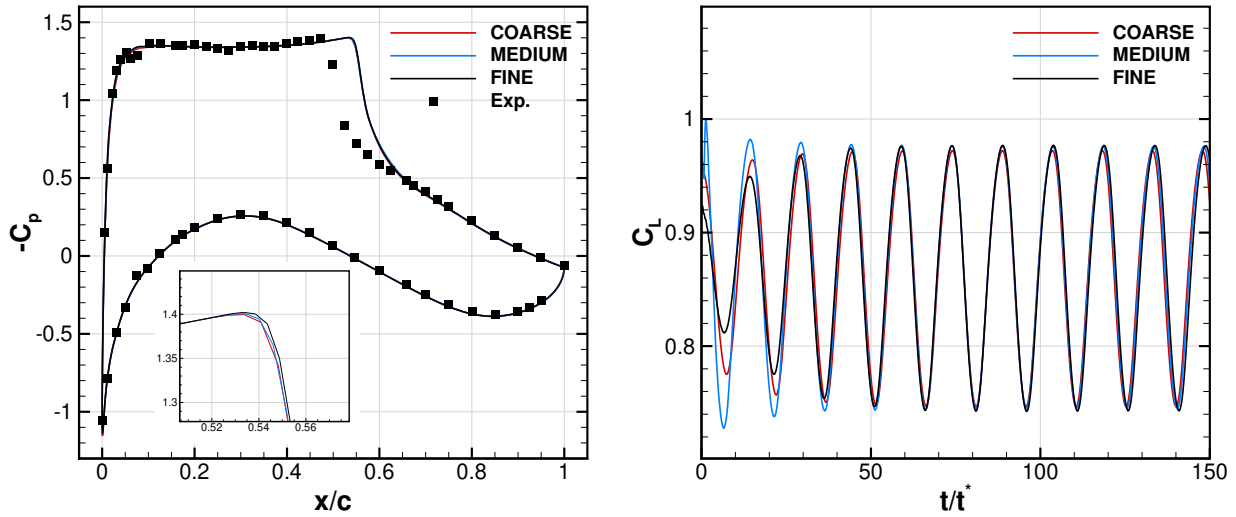 -Cp
1.5
1
0.5
0
-0.5
-1
COARSE
MEDIUM
FINE
Exp.
1.4
1.35
1.3
0.52
0.54
0.56
0
0.2
0.4
0.6
0.8
1
x/c
CL
1
0.9
0.8
COARSE
MEDIUM
FINE
0
50
100
150
t/t*